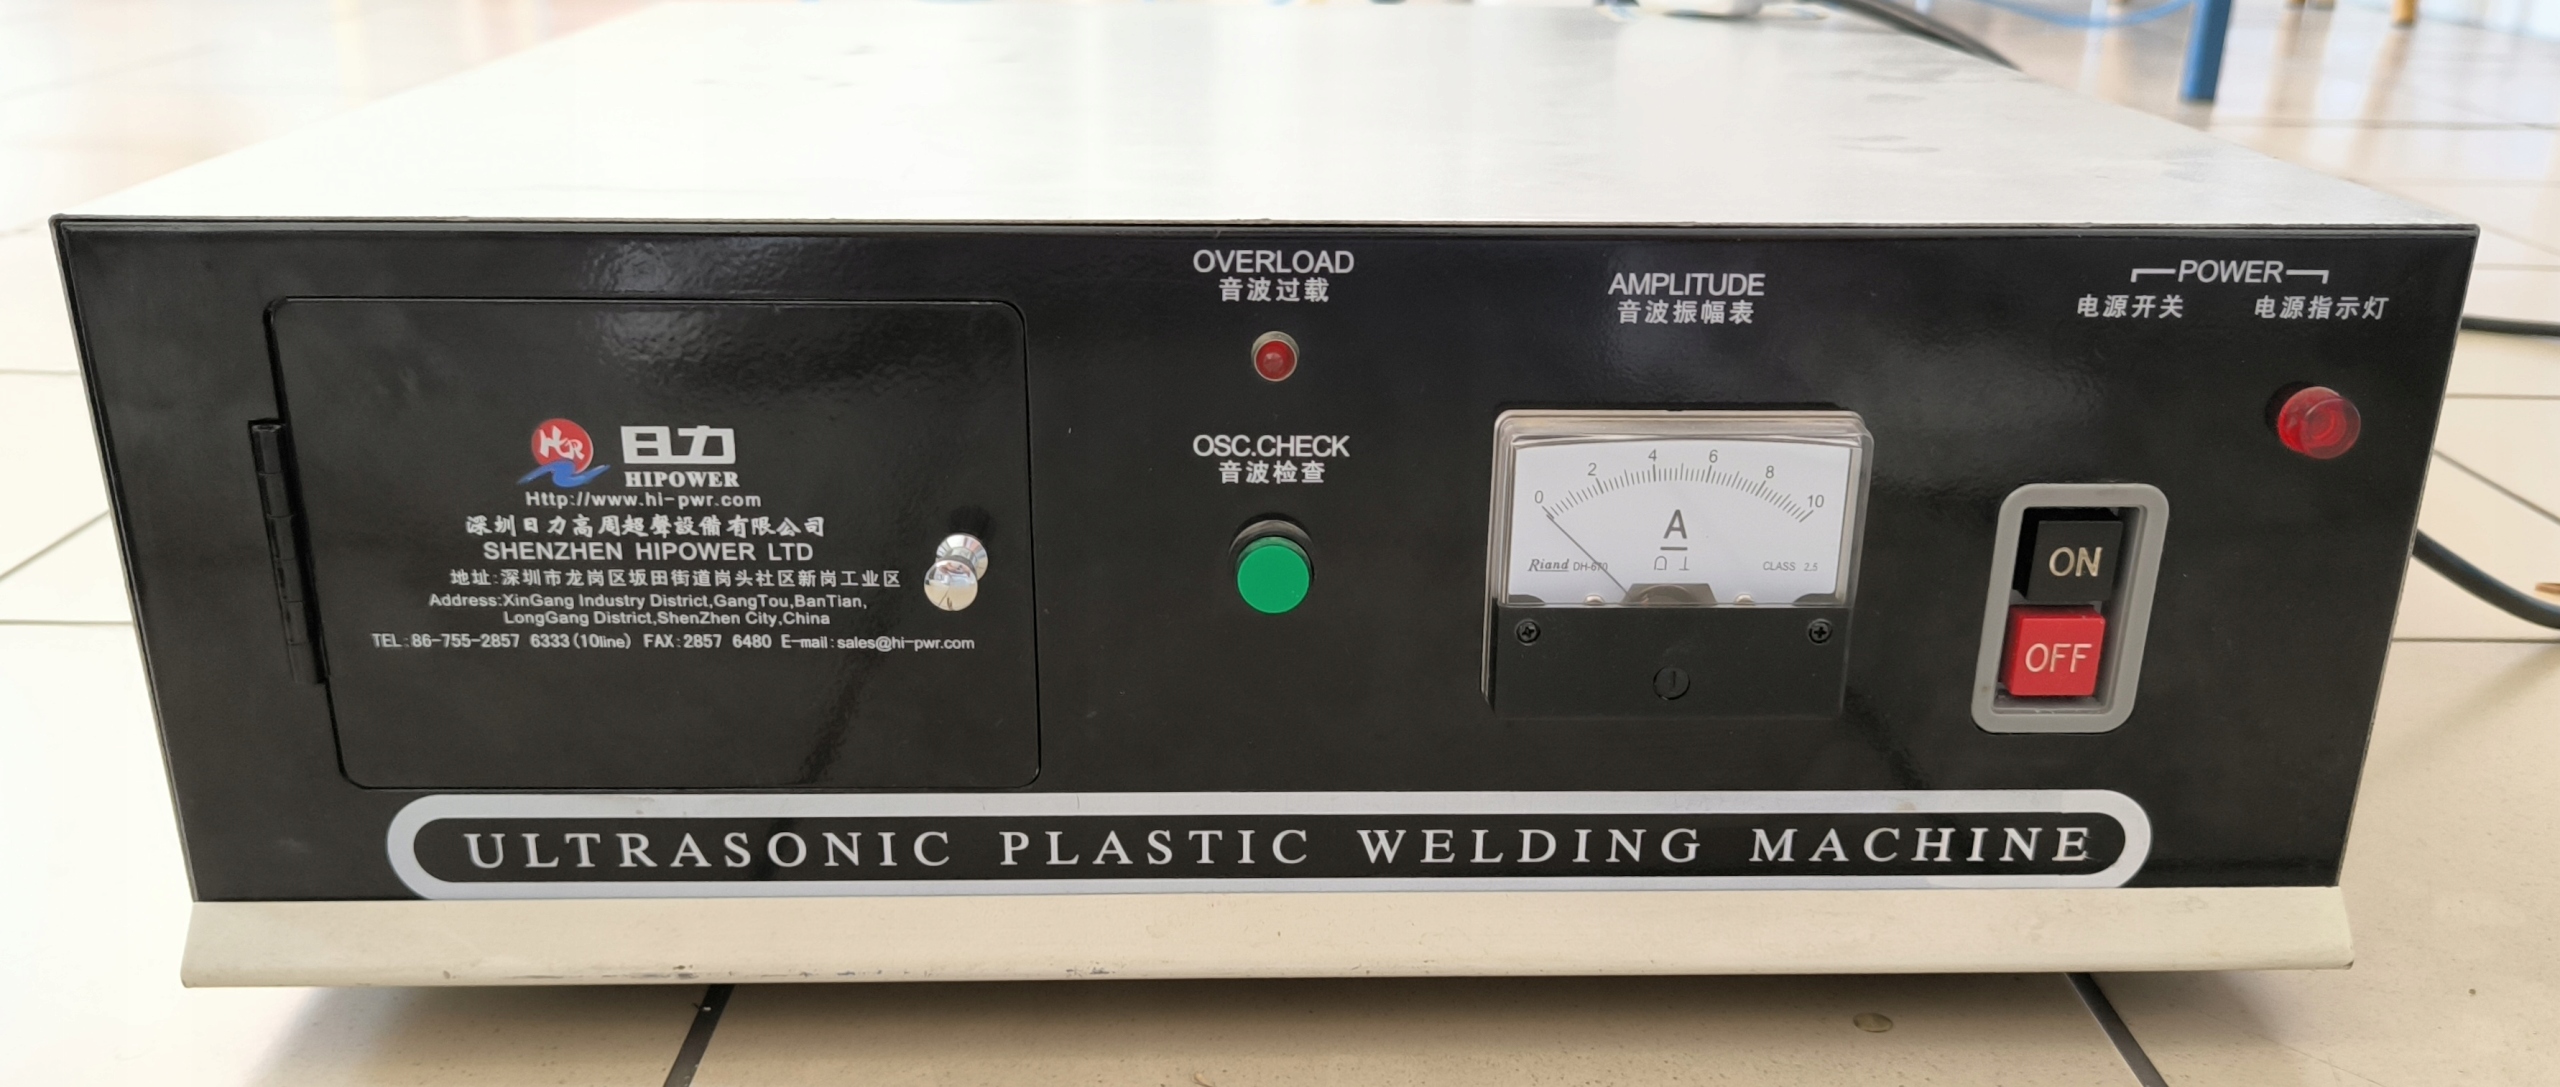 HR
日力
HIPOWER
Http://www.hi-pwr.com
深圳日力高周超聲設備有限公司
SHENZHEN HIPOWER LTD
地址:深圳市龙岗区坂田街道岗头社区新岗工业区
Address:XinGang Industry District,GangTou,BanTian,
LongGang District,ShenZhen City,China
TEL:86-755-2857 6333(10line) FAX:2857 6480 E-mail:sales@hi-pwr.com
OVERLOAD
音波过载
OSC.CHECK
音波检查
AMPLITUDE
音波振幅表
0 2 4 6 8 10
A
Riand DH-670
CLASS 2.5
POWER
电源开关 电源指示灯
ON
OFF
ULTRASONIC PLASTIC WELDING MACHINE